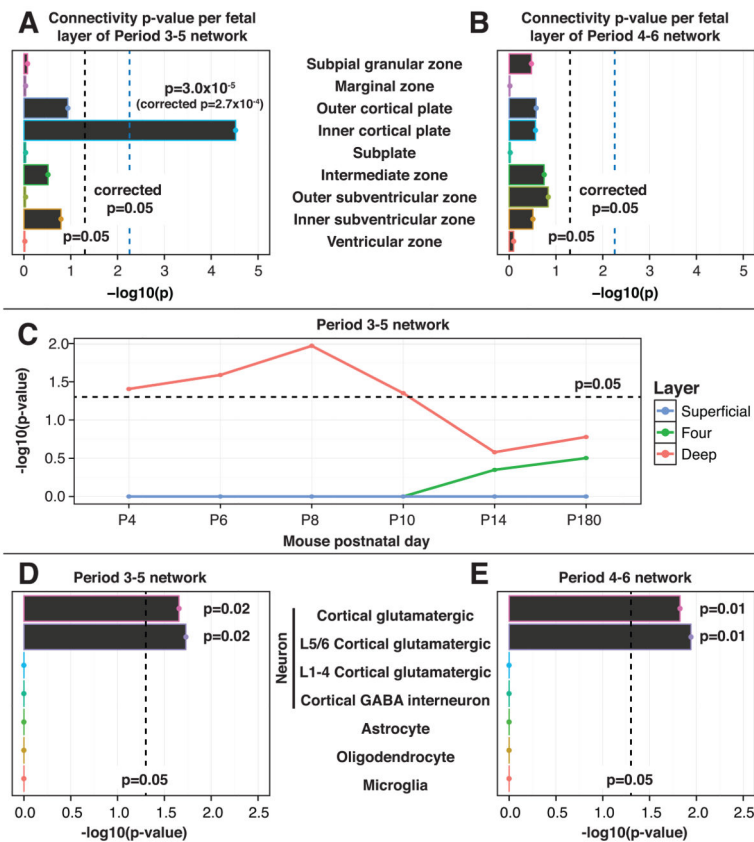 A
Connectivity p-value per fetal
layer of Period 3-5 network
B
Connectivity p-value per fetal
layer of Period 4-6 network
p=3.0x10-5
(corrected p=2.7x10-4)
corrected
p=0.05
p=0.05
0 1 2 3 4 5
−log10(p)
Subpial granular zone
Marginal zone
Outer cortical plate
Inner cortical plate
Subplate
Intermediate zone
Outer subventricular zone
Inner subventricular zone
Ventricular zone
corrected
p=0.05
p=0.05
0 1 2 3 4 5
−log10(p)
C
Period 3-5 network
2.0
1.5
1.0
0.5
0.0
-log10(p-value)
p=0.05
P4 P6 P8 P10 P14 P180
Mouse postnatal day
Layer
Superficial
Four
Deep
D
Period 3-5 network
p=0.02
p=0.02
p=0.05
0.0 0.5 1.0 1.5 2.0 2.5
-log10(p-value)
Neuron
Cortical glutamatergic
L5/6 Cortical glutamatergic
L1-4 Cortical glutamatergic
Cortical GABA interneuron
Astrocyte
Oligodendrocyte
Microglia
E
Period 4-6 network
p=0.01
p=0.01
p=0.05
0.0 0.5 1.0 1.5 2.0 2.5
-log10(p-value)